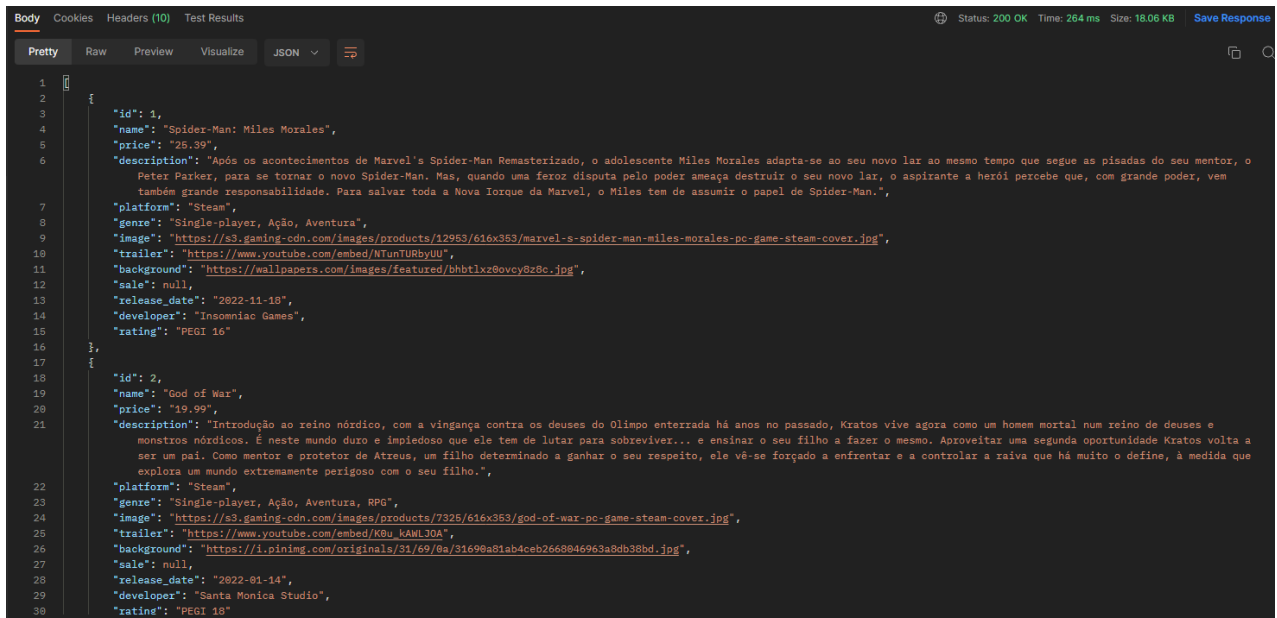 Body Cookies Headers (10) Test Results Status: 200 OK Time: 264 ms Size: 18.06 KB Save Response
Pretty Raw Preview Visualize JSON
1 [
2 {
3 "id": 1,
4 "name": "Spider-Man: Miles Morales",
5 "price": "25.39",
6 "description": "Após os acontecimentos de Marvel's Spider-Man Remasterizado, o adolescente Miles Morales adapta-se ao seu novo lar ao mesmo tempo que segue as pisadas do seu mentor, o
Peter Parker, para se tornar o novo Spider-Man. Mas, quando uma feroz disputa pelo poder ameaça destruir o seu novo lar, o aspirante a herói percebe que, com grande poder, vem
também grande responsabilidade. Para salvar toda a Nova Iorque da Marvel, o Miles tem de assumir o papel de Spider-Man.",
7 "platform": "Steam",
8 "genre": "Single-player, Ação, Aventura",
9 "image": "https://s3.gaming-cdn.com/images/products/12953/616x353/marvel-s-spider-man-miles-morales-pc-game-steam-cover.jpg",
10 "trailer": "https://www.youtube.com/embed/NTunTURbyUU",
11 "background": "https://wallpapers.com/images/featured/bhbtlxz0ovcy8z8c.jpg",
12 "sale": null,
13 "release_date": "2022-11-18",
14 "developer": "Insomniac Games",
15 "rating": "PEGI 16"
16 },
17 {
18 "id": 2,
19 "name": "God of War",
20 "price": "19.99",
21 "description": "Introdução ao reino nórdico, com a vingança contra os deuses do Olimpo enterrada há anos no passado, Kratos vive agora como um homem mortal num reino de deuses e
monstros nórdicos. É neste mundo duro e impiedoso que ele tem de lutar para sobreviver... e ensinar o seu filho a fazer o mesmo. Aproveitar uma segunda oportunidade Kratos volta a
ser um pai. Como mentor e protetor de Atreus, um filho determinado a ganhar o seu respeito, ele vê-se forçado a enfrentar e a controlar a raiva que há muito o define, à medida que
explora um mundo extremamente perigoso com o seu filho.",
22 "platform": "Steam",
23 "genre": "Single-player, Ação, Aventura, RPG",
24 "image": "https://s3.gaming-cdn.com/images/products/7325/616x353/god-of-war-pc-game-steam-cover.jpg",
25 "trailer": "https://www.youtube.com/embed/K0u_kAWLJOA",
26 "background": "https://i.pinimg.com/originals/31/69/0a/31690a81ab4ceb2668046963a8db38bd.jpg",
27 "sale": null,
28 "release_date": "2022-01-14",
29 "developer": "Santa Monica Studio",
30 "rating": "PEGI 18"